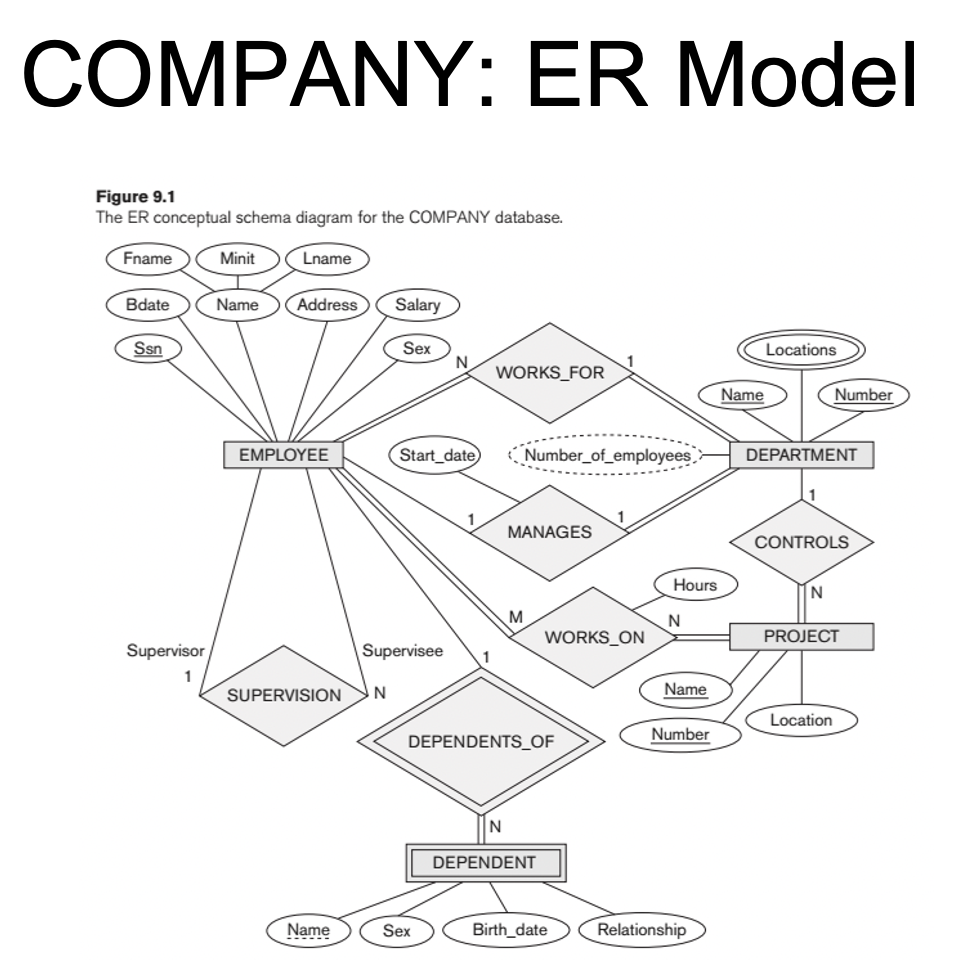 COMPANY: ER Model
Figure 9.1
The ER conceptual schema diagram for the COMPANY database.
Fname Minit Lname
Bdate Name Address Salary
Ssn Sex
Locations
N WORKS_FOR 1
Name Number
EMPLOYEE Start_date Number_of_employees DEPARTMENT
1 MANAGES 1
1
CONTROLS
N
Hours
M WORKS_ON N PROJECT
Supervisor Supervisee
1 SUPERVISION N
1
Name
Number Location
DEPENDENTS_OF
N
DEPENDENT
Name Sex Birth_date Relationship